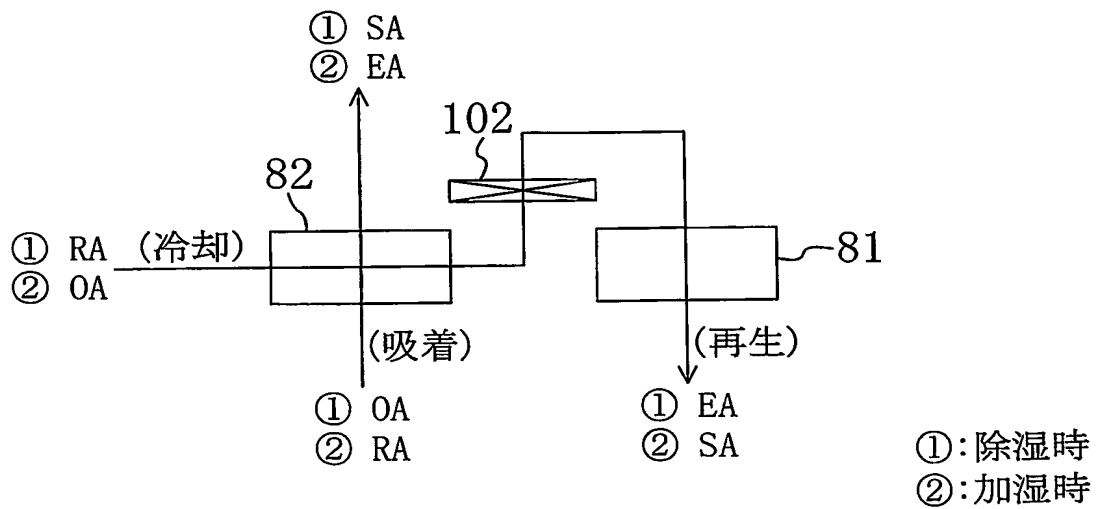 ① SA
② EA
102
82
① RA (冷却)
② OA
81
(吸着)
(再生)
① OA
② RA
① EA
② SA
①:除湿時
②:加湿時